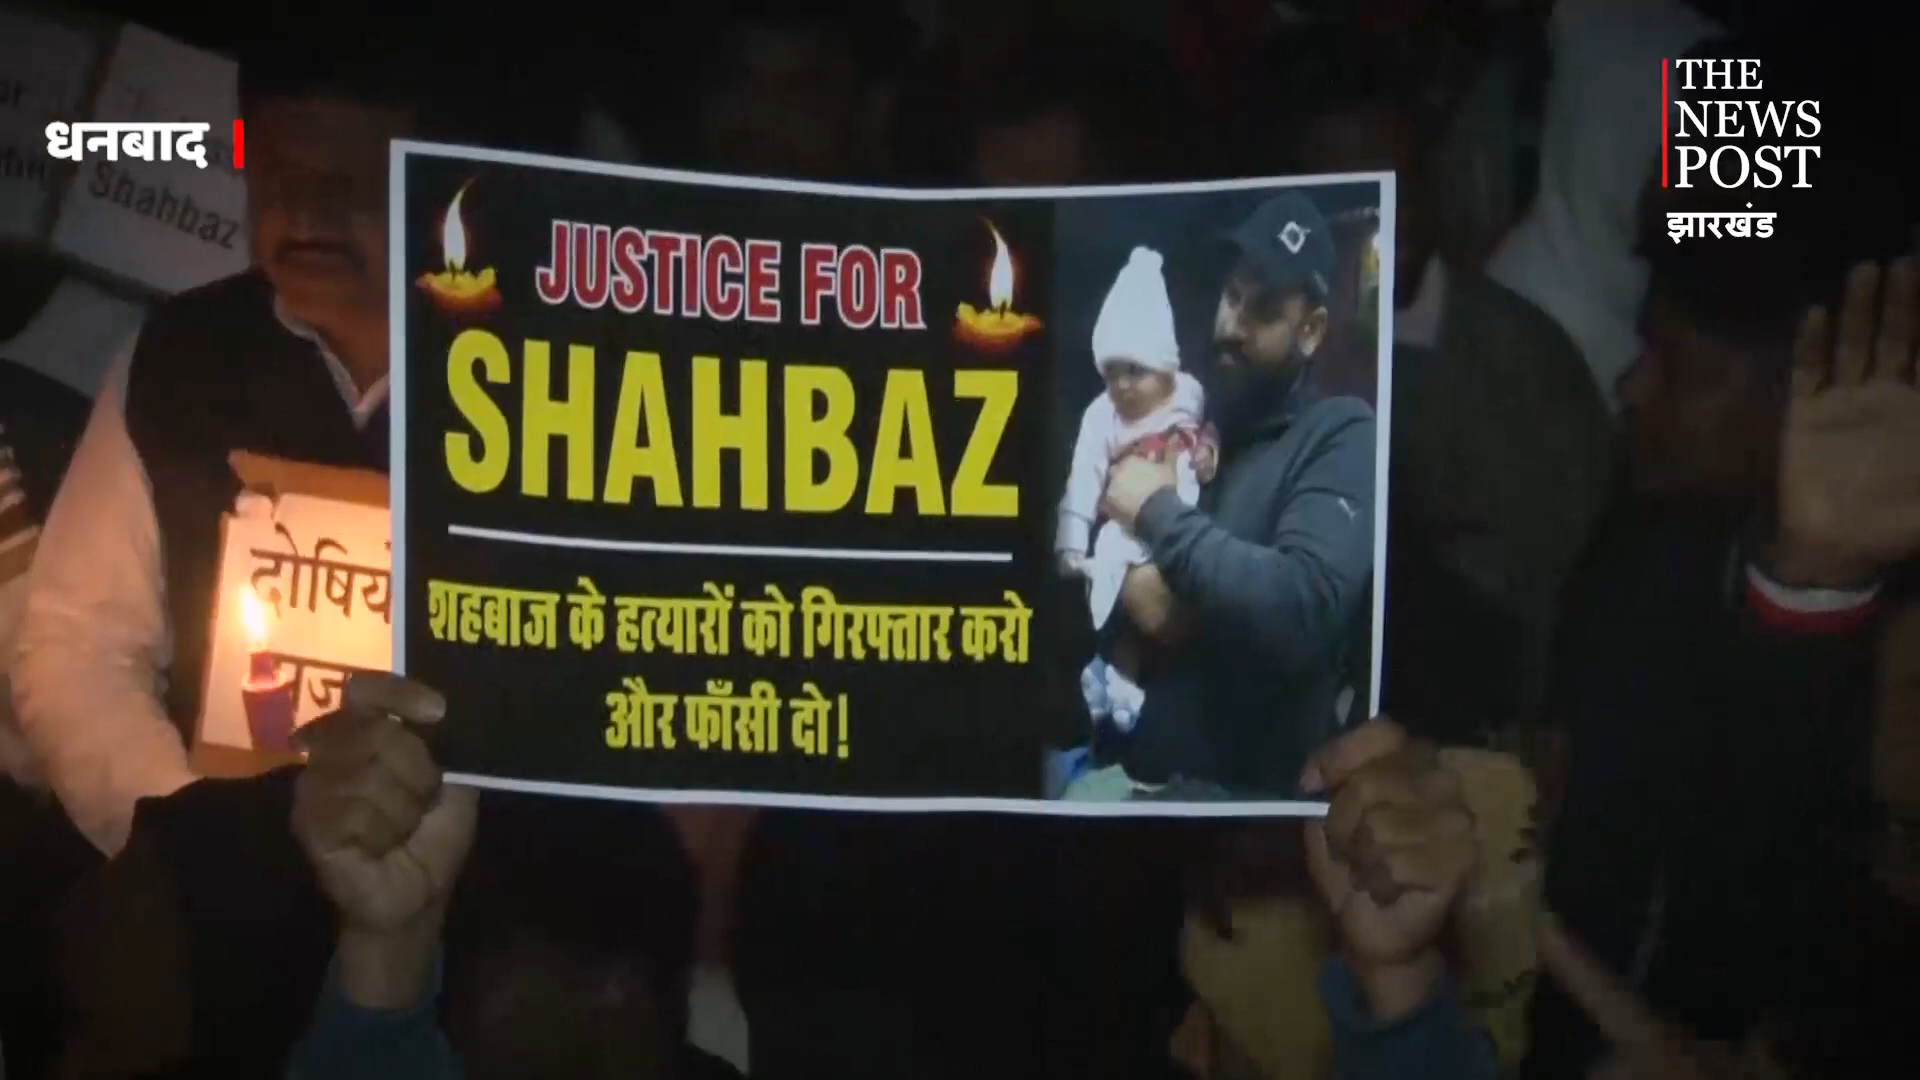 धनबाद
THE
NEWS
POST
झारखंड
Shahbaz
JUSTICE FOR
SHAHBAZ
शहबाज के हत्यारों को गिरफ्तार करो
और फाँसी दो!